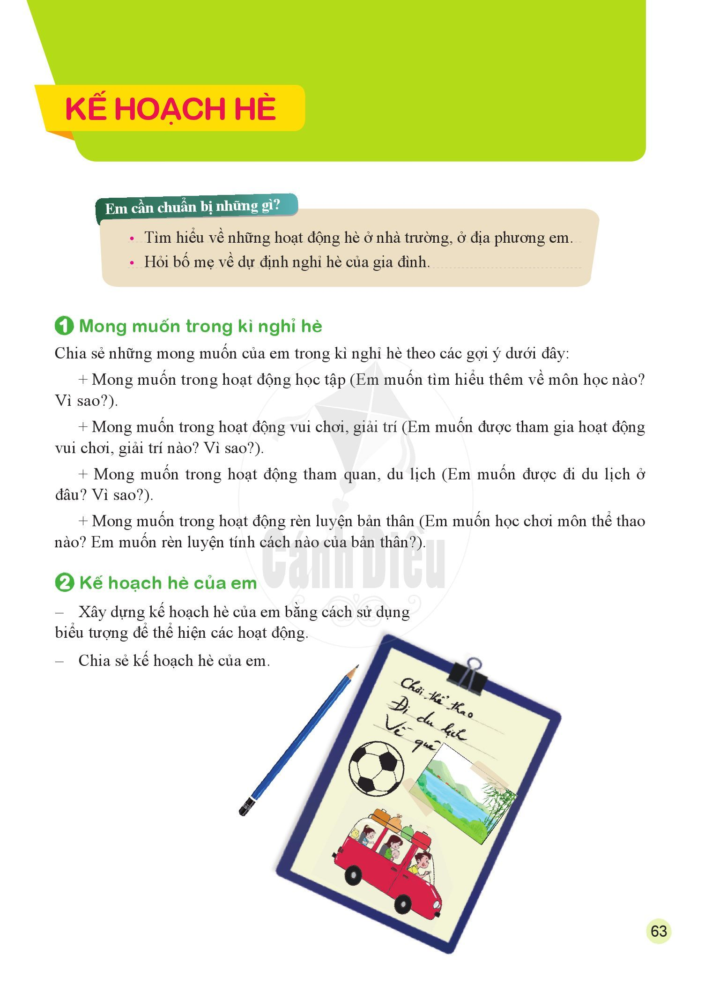 KẾ HOẠCH HÈ
Em cần chuẩn bị những gì?
• Tìm hiểu về những hoạt động hè ở nhà trường, ở địa phương em.
• Hỏi bố mẹ về dự định nghỉ hè của gia đình.
1 Mong muốn trong kì nghỉ hè
Chia sẻ những mong muốn của em trong kì nghỉ hè theo các gợi ý dưới đây:
+ Mong muốn trong hoạt động học tập (Em muốn tìm hiểu thêm về môn học nào?
Vì sao?).
+ Mong muốn trong hoạt động vui chơi, giải trí (Em muốn được tham gia hoạt động
vui chơi, giải trí nào? Vì sao?).
+ Mong muốn trong hoạt động tham quan, du lịch (Em muốn được đi du lịch ở
đâu? Vì sao?).
+ Mong muốn trong hoạt động rèn luyện bản thân (Em muốn học chơi môn thể thao
nào? Em muốn rèn luyện tính cách nào của bản thân?).
Cánh Diều
2 Kế hoạch hè của em
– Xây dựng kế hoạch hè của em bằng cách sử dụng
biểu tượng để thể hiện các hoạt động.
– Chia sẻ kế hoạch hè của em.
Chơi thể thao
Đi du lịch
Về quê
63